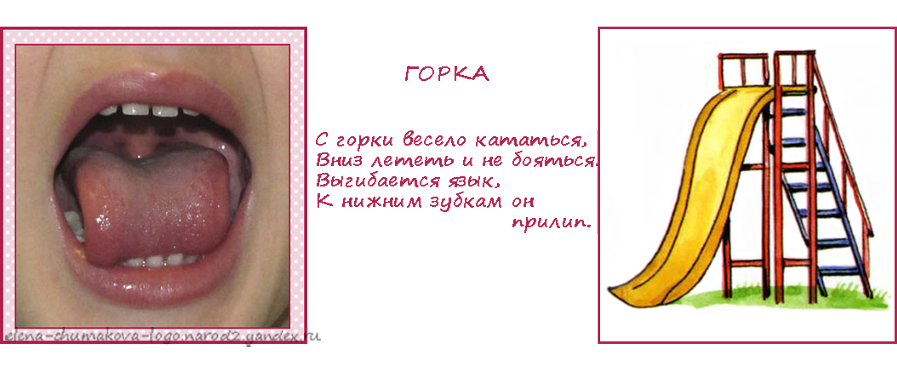 ГОРКА
С горки весело кататься,
Вниз лететь и не бояться.
Выгибается язык,
К нижним зубкам он
прилип.
elena-chumakova-logo.narod2.yandex.ru